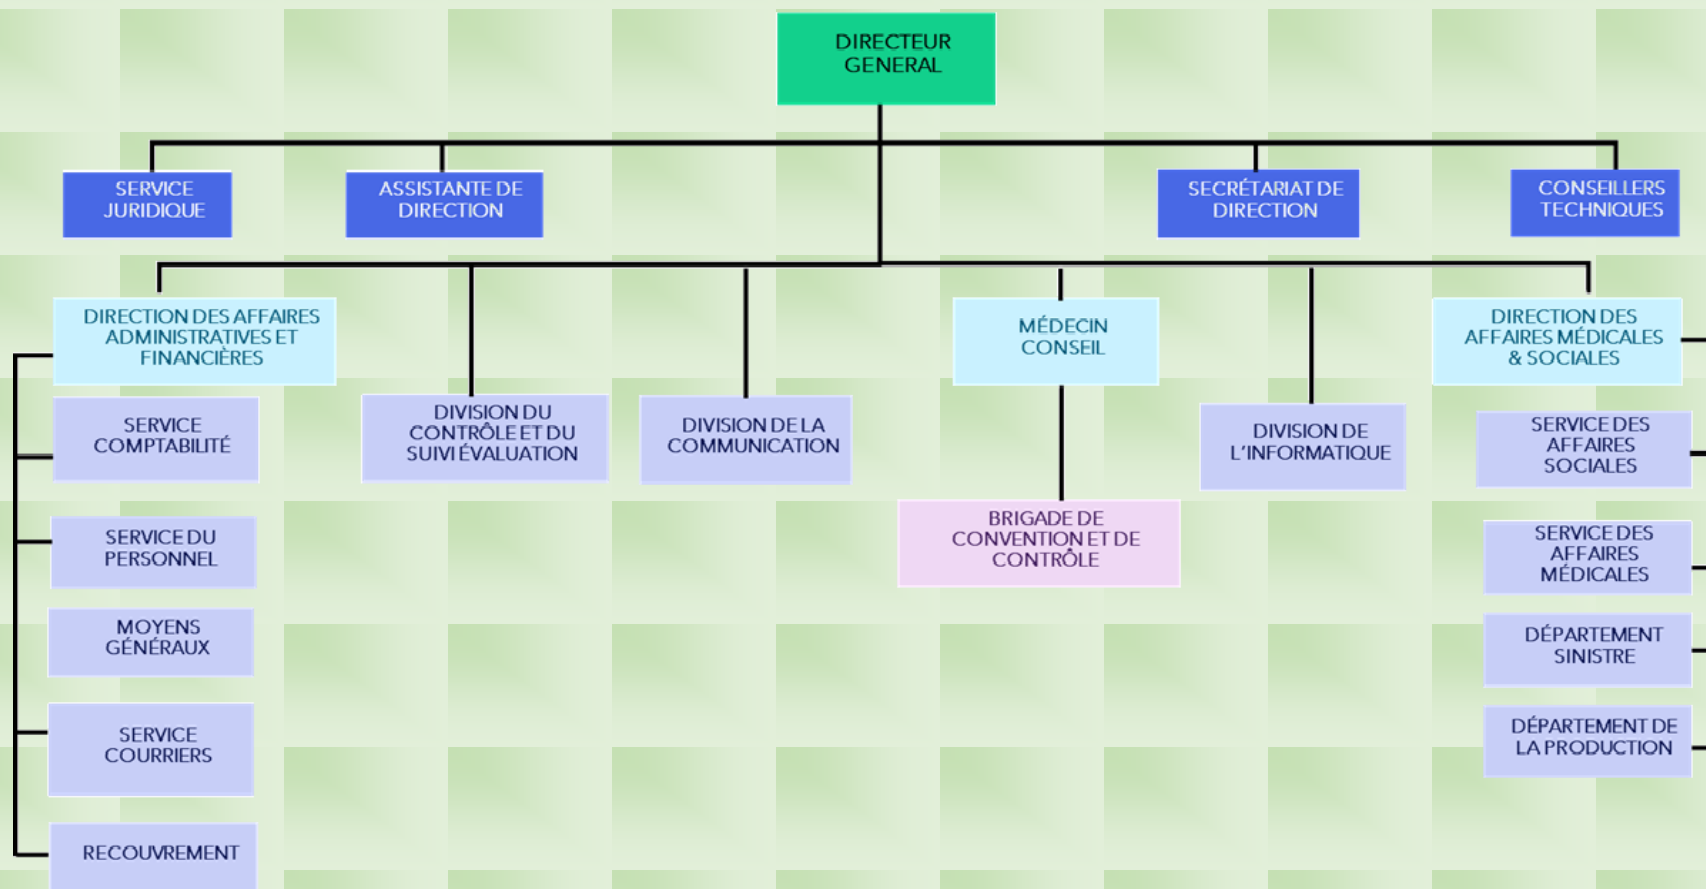 DIRECTEUR
GENERAL
SERVICE
JURIDIQUE
ASSISTANTE DE
DIRECTION
SECRÉTARIAT DE
DIRECTION
CONSEILLERS
TECHNIQUES
DIRECTION DES AFFAIRES
ADMINISTRATIVES ET
FINANCIÈRES
MÉDECIN
CONSEIL
DIRECTION DES
AFFAIRES MÉDICALES
& SOCIALES
SERVICE
COMPTABILITÉ
DIVISION DU
CONTRÔLE ET DU
SUIVI ÉVALUATION
DIVISION DE LA
COMMUNICATION
DIVISION DE
L'INFORMATIQUE
SERVICE DES
AFFAIRES
SOCIALES
SERVICE DU
PERSONNEL
BRIGADE DE
CONVENTION ET DE
CONTRÔLE
SERVICE DES
AFFAIRES
MÉDICALES
MOYENS
GÉNÉRAUX
DÉPARTEMENT
SINISTRE
SERVICE
COURRIERS
DÉPARTEMENT DE
LA PRODUCTION
RECOUVREMENT